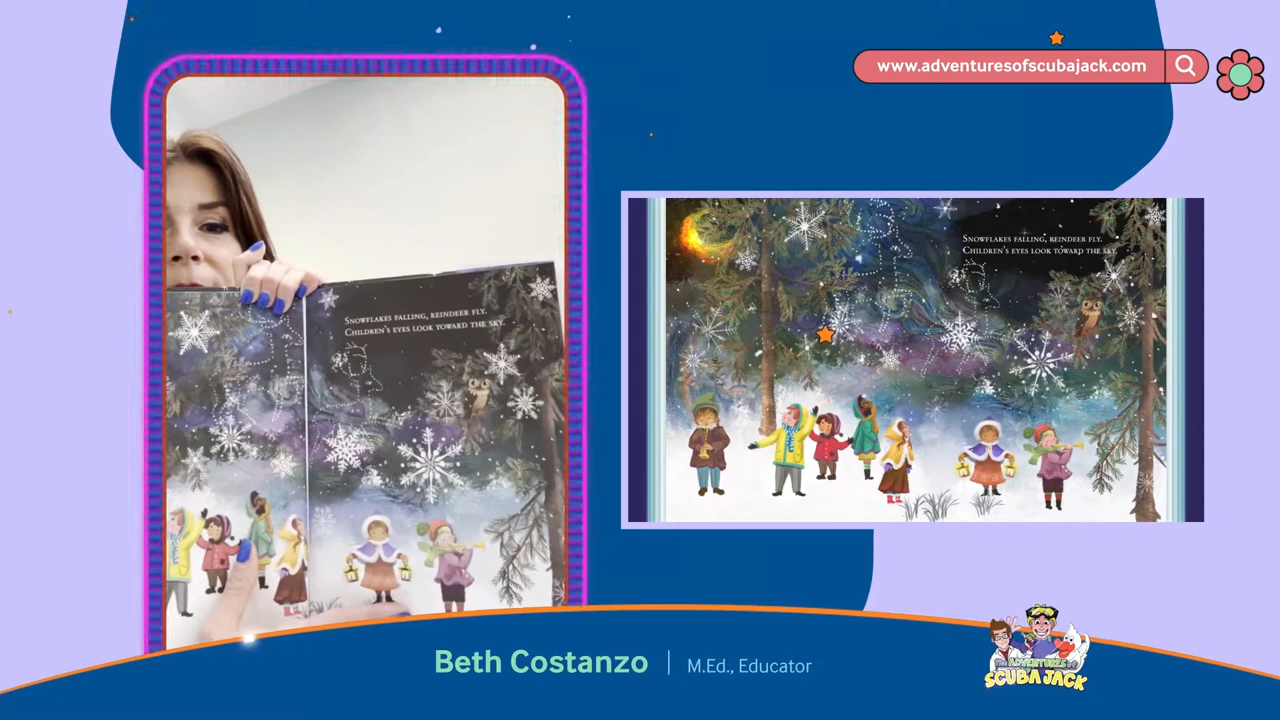 www.adventuresofscubajack.com
Snowflakes falling, reindeer fly.
Children's eyes look toward the sky.
Snowflakes falling, reindeer fly.
Children's eyes look toward the sky.
Beth Costanzo | M.Ed., Educator
THE ADVENTURES OF
SCUBA JACK